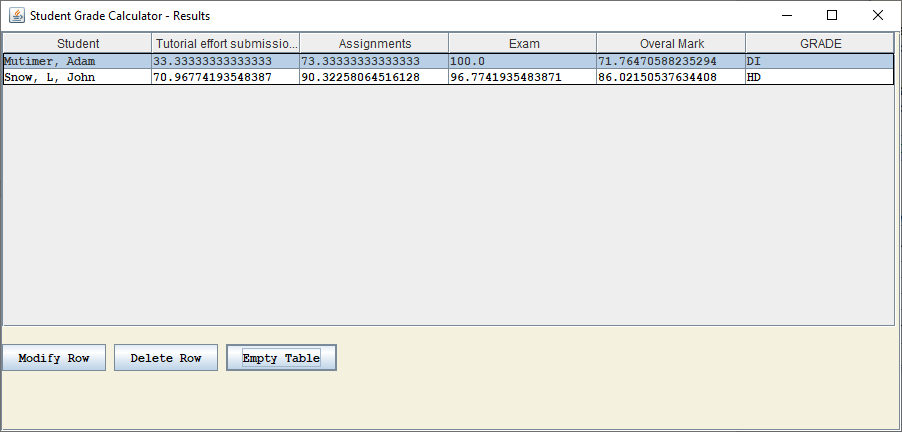 Student Grade Calculator - Results
Student Tutorial effort submissio... Assignments Exam Overal Mark GRADE
Mutimer, Adam 33.33333333333333 73.33333333333333 100.0 71.76470588235294 DI
Snow, L, John 70.96774193548387 90.32258064516128 96.7741935483871 86.02150537634408 HD
Modify Row Delete Row Empty Table